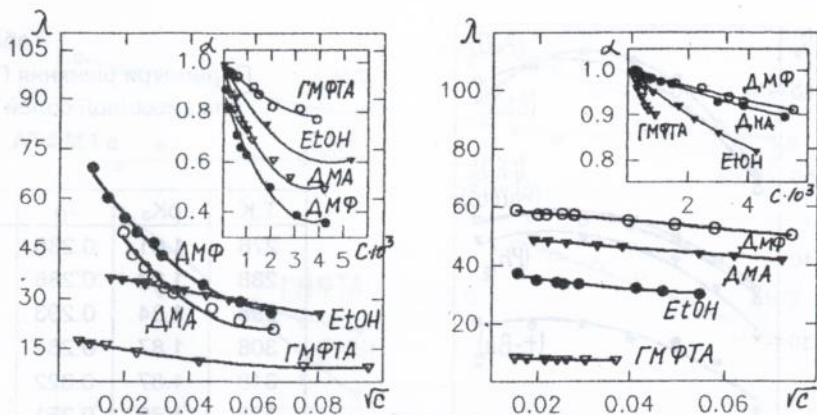 λ
105
90
75
60
45
30
15
0.02 0.04 0.06 0.08 √c
α
1.0
0.8
0.6
0.4
1 2 3 4 5 C·10³
ГМФТА
EtOH
ДМА
ДМФ
ДМФ
ДМА
EtOH
ГМФТА
λ
100
80
60
40
20
0.02 0.04 0.06 √c
α
1.0
0.9
0.8
2 4 C·10³
ДМФ
ДМА
ГМФТА
EtOH
ДМФ
ДМА
EtOH
ГМФТА